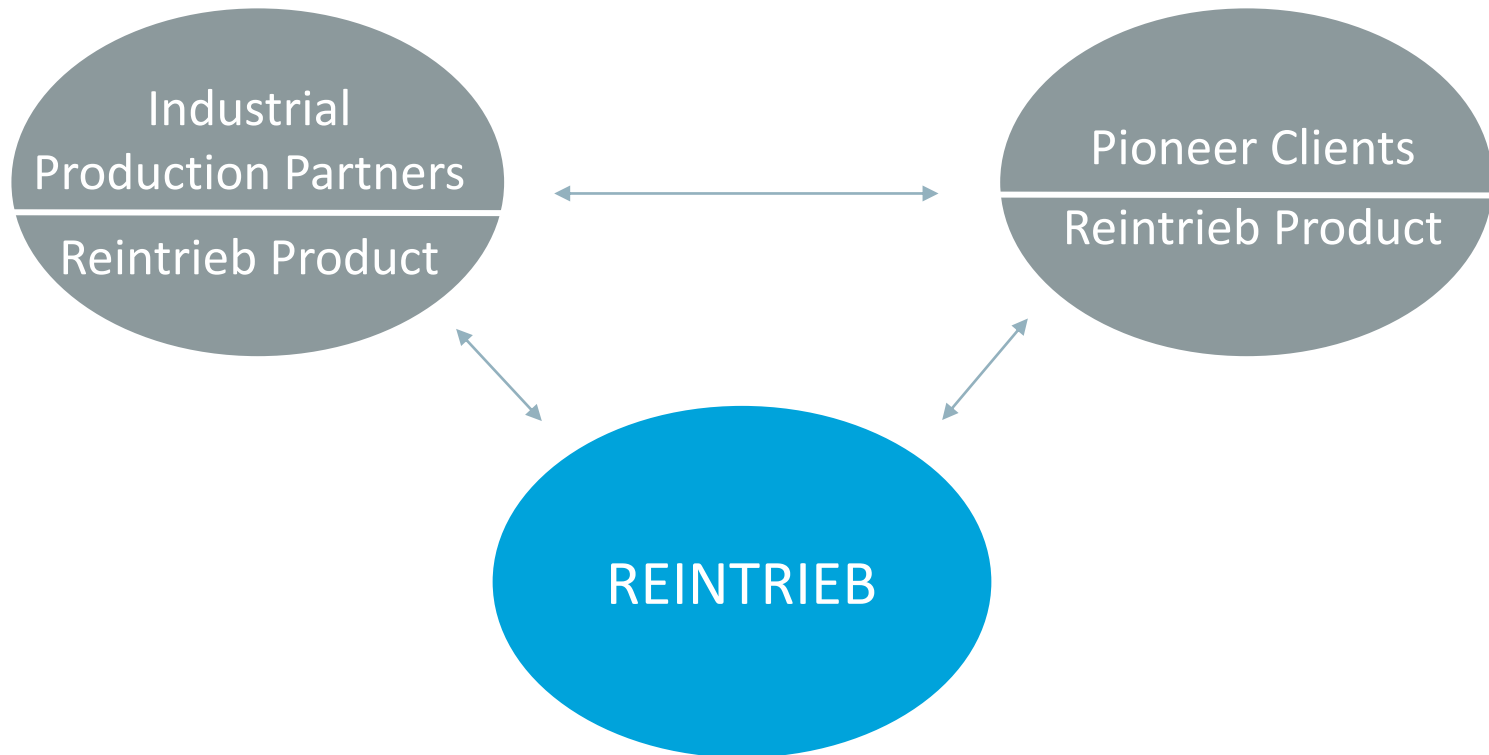 Industrial
Production Partners
Reintrieb Product
Pioneer Clients
Reintrieb Product
REINTRIEB